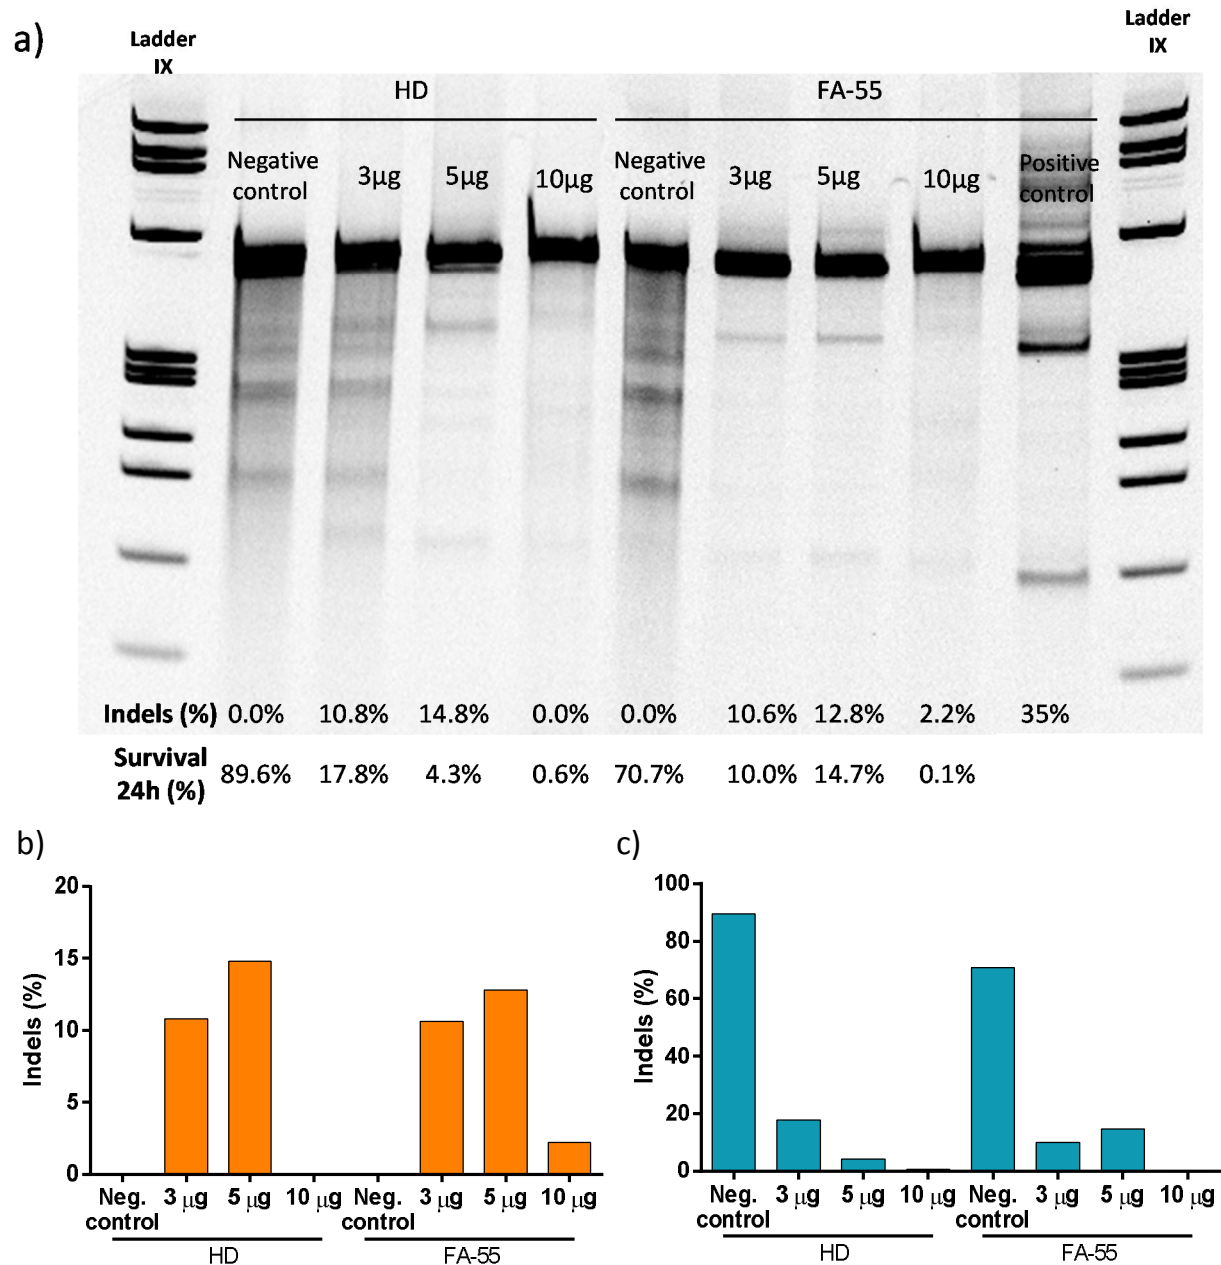 a)
Ladder
IX
Ladder
IX
HD
FA-55
Negative
control
3µg
5µg
10µg
Negative
control
3µg
5µg
10µg
Positive
control
Indels (%) 0.0% 10.8% 14.8% 0.0% 0.0% 10.6% 12.8% 2.2% 35%
Survival
24h (%)
89.6% 17.8% 4.3% 0.6% 70.7% 10.0% 14.7% 0.1%
b)
20
15
10
5
0
Indels (%)
Neg.
control
3 µg
5 µg
10 µg
Neg.
control
3 µg
5 µg
10 µg
HD
FA-55
c)
100
80
60
40
20
0
Indels (%)
Neg.
control
3 µg
5 µg
10 µg
Neg.
control
3 µg
5 µg
10 µg
HD
FA-55